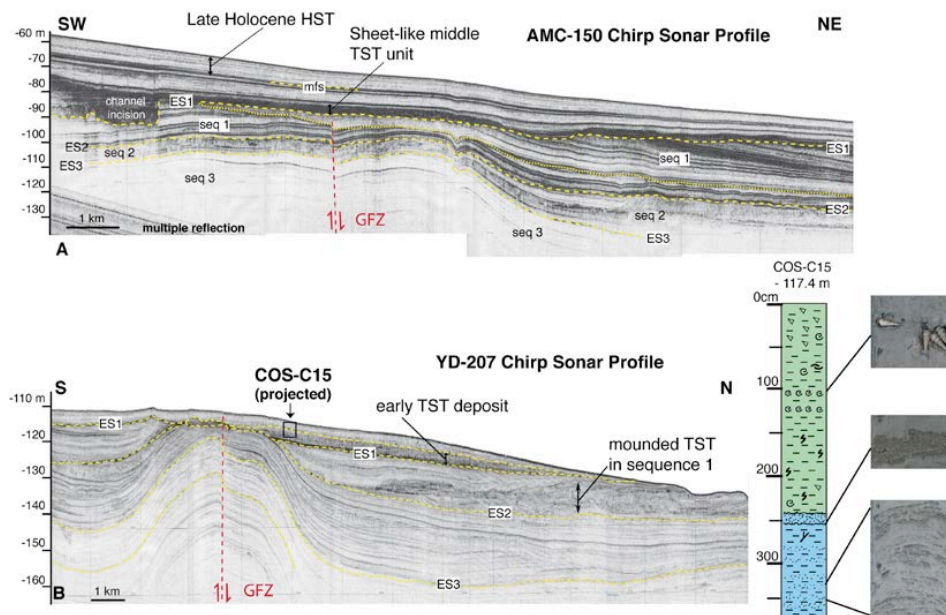 SW
NE
Late Holocene HST
Sheet-like middle
TST unit
AMC-150 Chirp Sonar Profile
-60 m
-70
-80
-90
-100
-110
-120
-130
mfs
channel
incision
ES1
seq 1
ES2
seq 2
ES3
seq 3
seq 1
ES1
ES2
seq 2
ES3
seq 3
1 km
multiple reflection
GFZ
A
COS-C15
- 117.4 m
0cm
100
200
300
S
N
YD-207 Chirp Sonar Profile
COS-C15
(projected)
early TST deposit
mounded TST
in sequence 1
-110 m
-120
-130
-140
-150
-160
ES1
ES1
ES2
ES3
GFZ
B
1 km